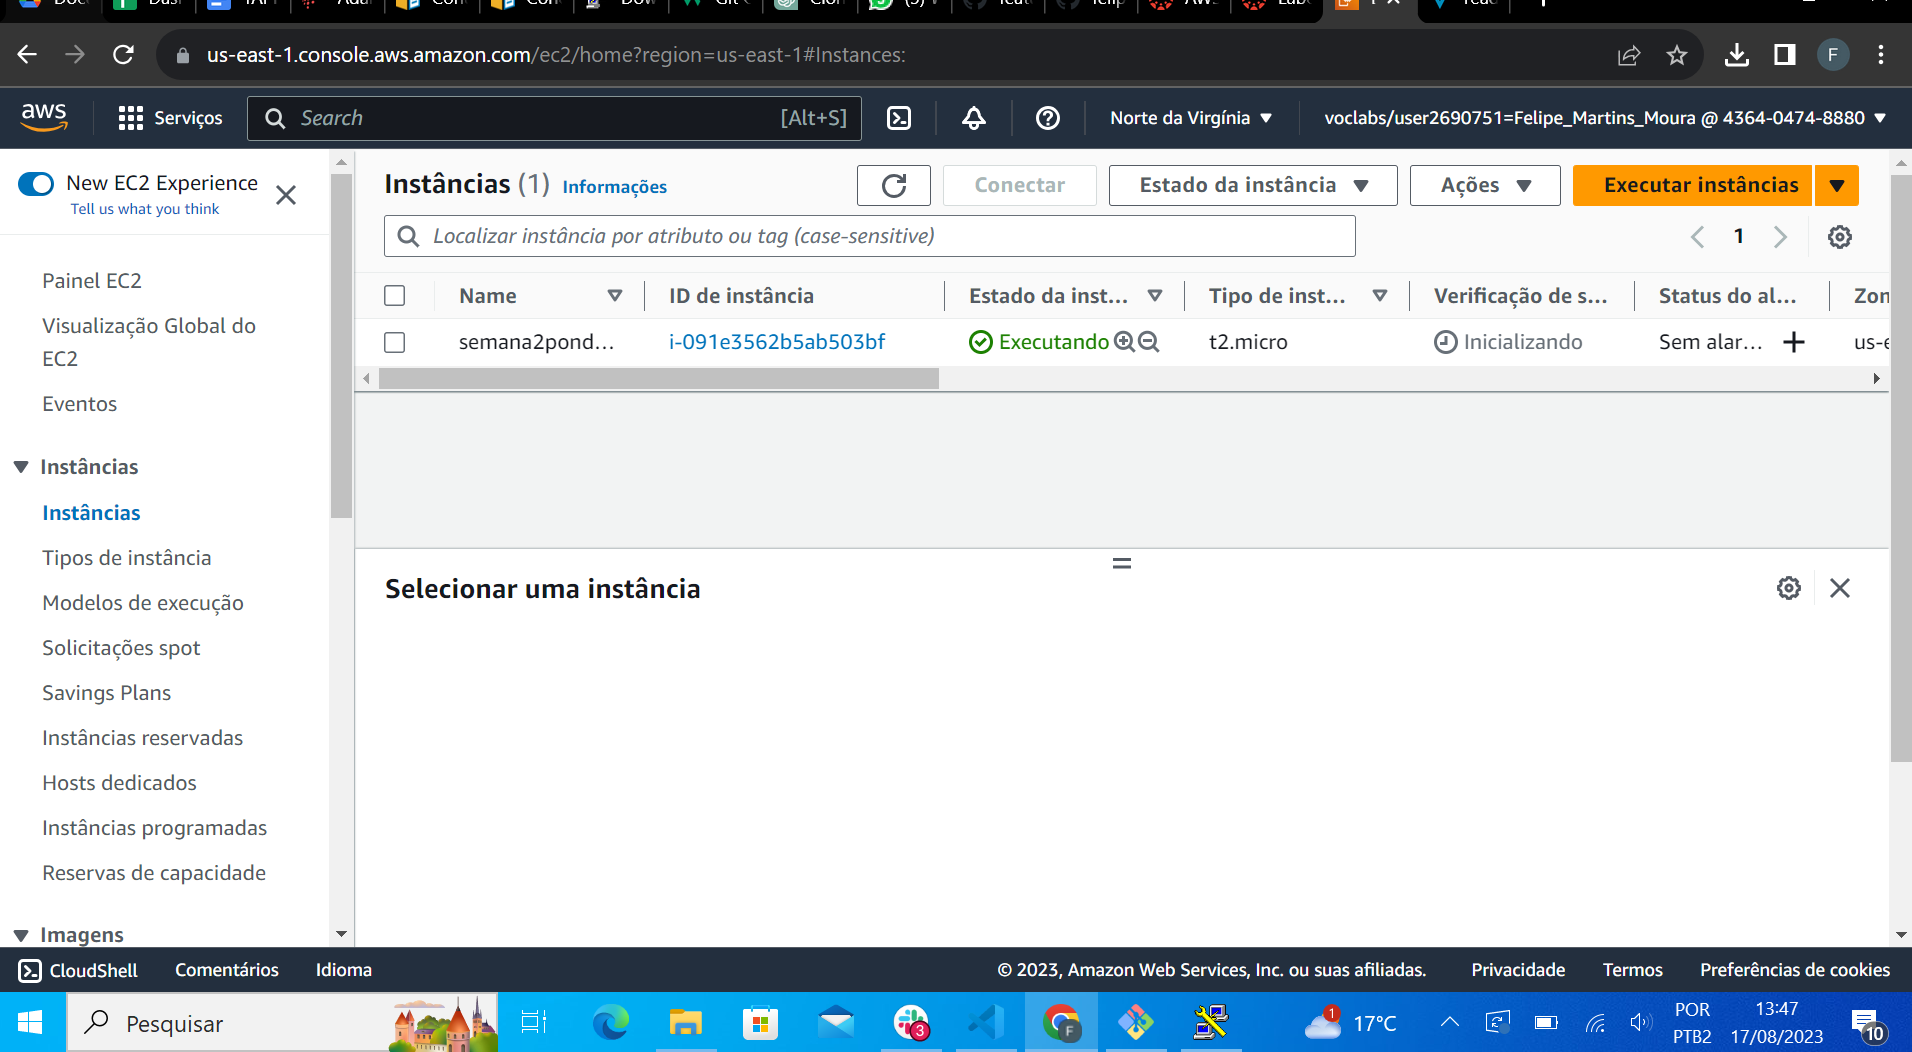 us-east-1.console.aws.amazon.com/ec2/home?region=us-east-1#Instances:
F
aws
Serviços
Search
[Alt+S]
Norte da Virgínia
voclabs/user2690751=Felipe_Martins_Moura @ 4364-0474-8880
New EC2 Experience
Tell us what you think
Painel EC2
Visualização Global do
EC2
Eventos
Instâncias
Instâncias
Tipos de instância
Modelos de execução
Solicitações spot
Savings Plans
Instâncias reservadas
Hosts dedicados
Instâncias programadas
Reservas de capacidade
Imagens
Instâncias (1) Informações
Conectar
Estado da instância
Ações
Executar instâncias
Localizar instância por atributo ou tag (case-sensitive)
1
Name
ID de instância
Estado da inst...
Tipo de inst...
Verificação de s...
Status do al...
Zon
semana2pond...
i-091e3562b5ab503bf
Executando
t2.micro
Inicializando
Sem alar...
us-e
Selecionar uma instância
CloudShell
Comentários
Idioma
© 2023, Amazon Web Services, Inc. ou suas afiliadas.
Privacidade
Termos
Preferências de cookies
Pesquisar
3
F
1
17°C
POR
PTB2
13:47
17/08/2023
10